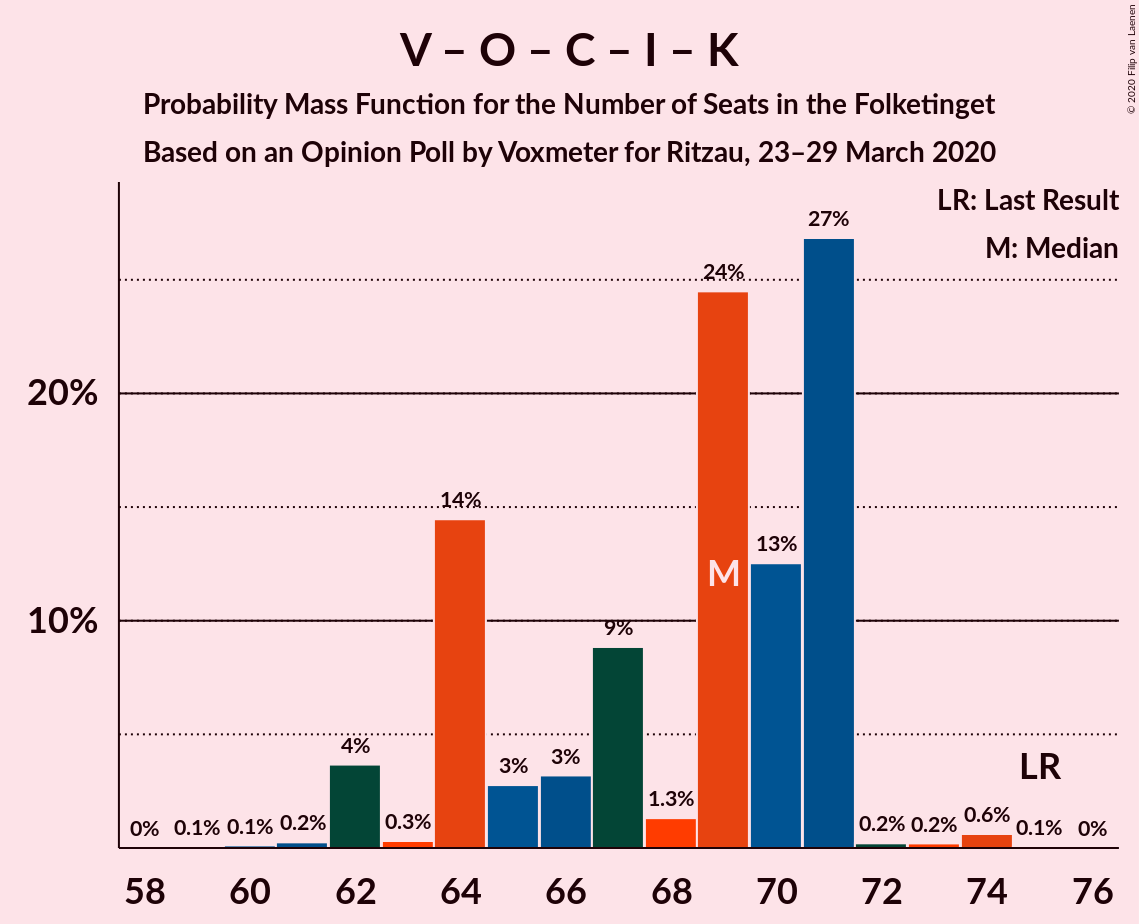 V – O – C – I – K
Probability Mass Function for the Number of Seats in the Folketinget
Based on an Opinion Poll by Voxmeter for Ritzau, 23–29 March 2020
© 2020 Filip van Laenen
LR: Last Result
M: Median
27%
24%
20%
14%
13%
M
10%
9%
4%
3%
3%
LR
1.3%
0%
0.1%
0.1%
0.2%
0.3%
0.2%
0.2%
0.6%
0.1%
0%
58 60 62 64 66 68 70 72 74 76